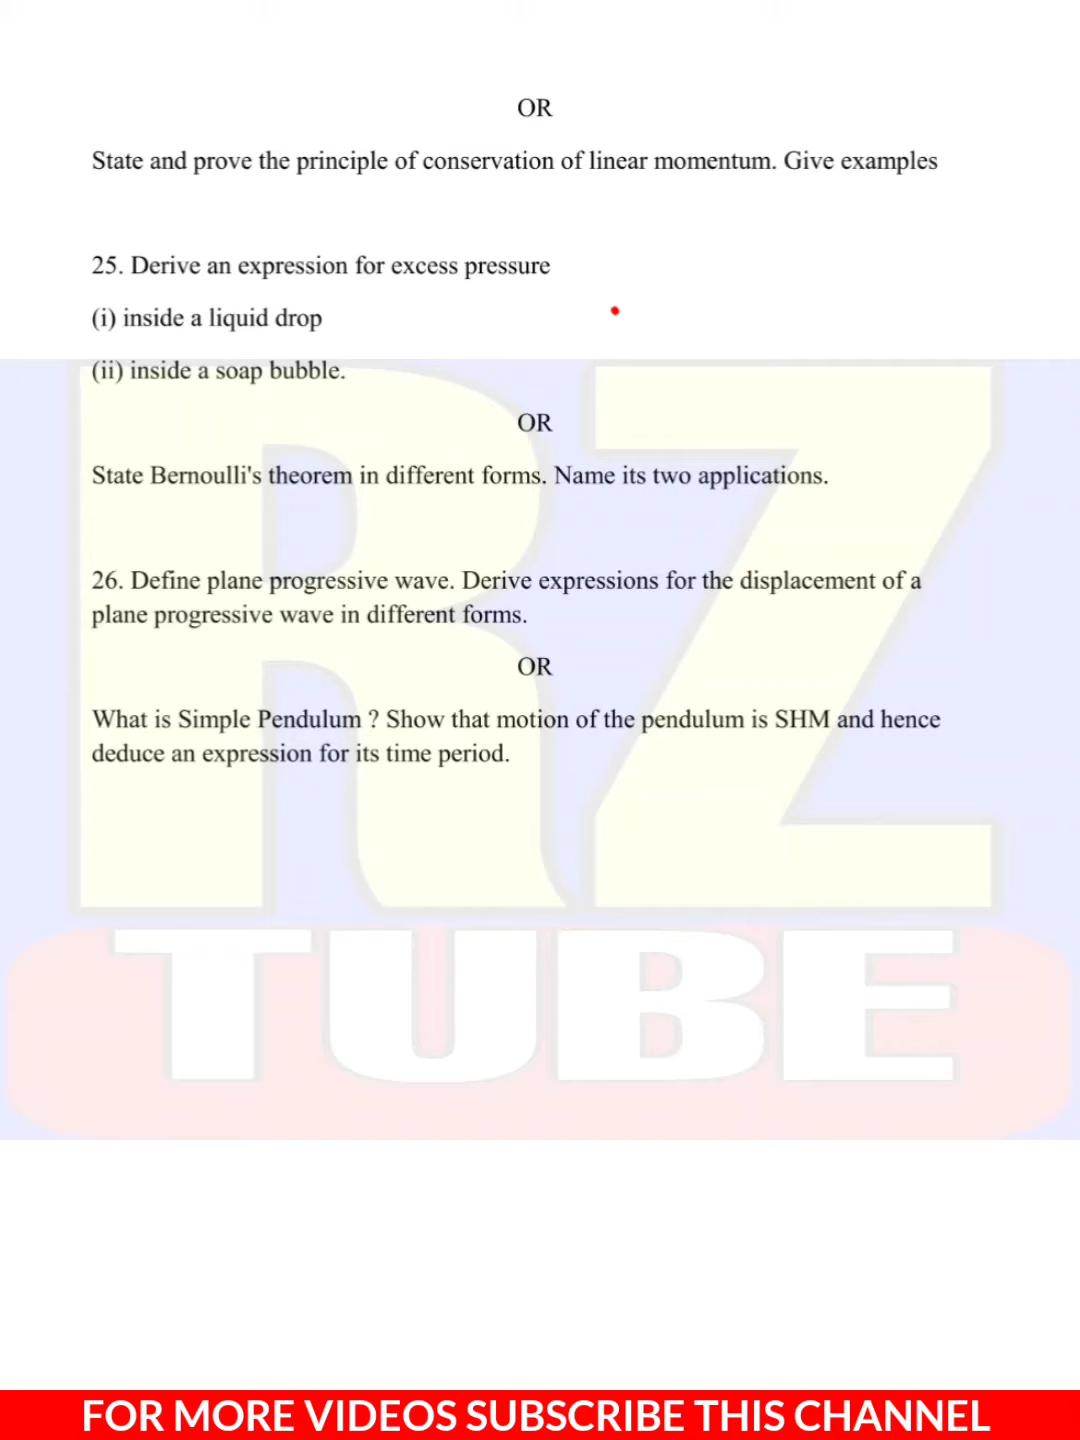 OR
State and prove the principle of conservation of linear momentum. Give examples
25. Derive an expression for excess pressure
(i) inside a liquid drop
(ii) inside a soap bubble.
OR
State Bernoulli's theorem in different forms. Name its two applications.
26. Define plane progressive wave. Derive expressions for the displacement of a
plane progressive wave in different forms.
OR
What is Simple Pendulum ? Show that motion of the pendulum is SHM and hence
deduce an expression for its time period.
RZ
TUBE
FOR MORE VIDEOS SUBSCRIBE THIS CHANNEL